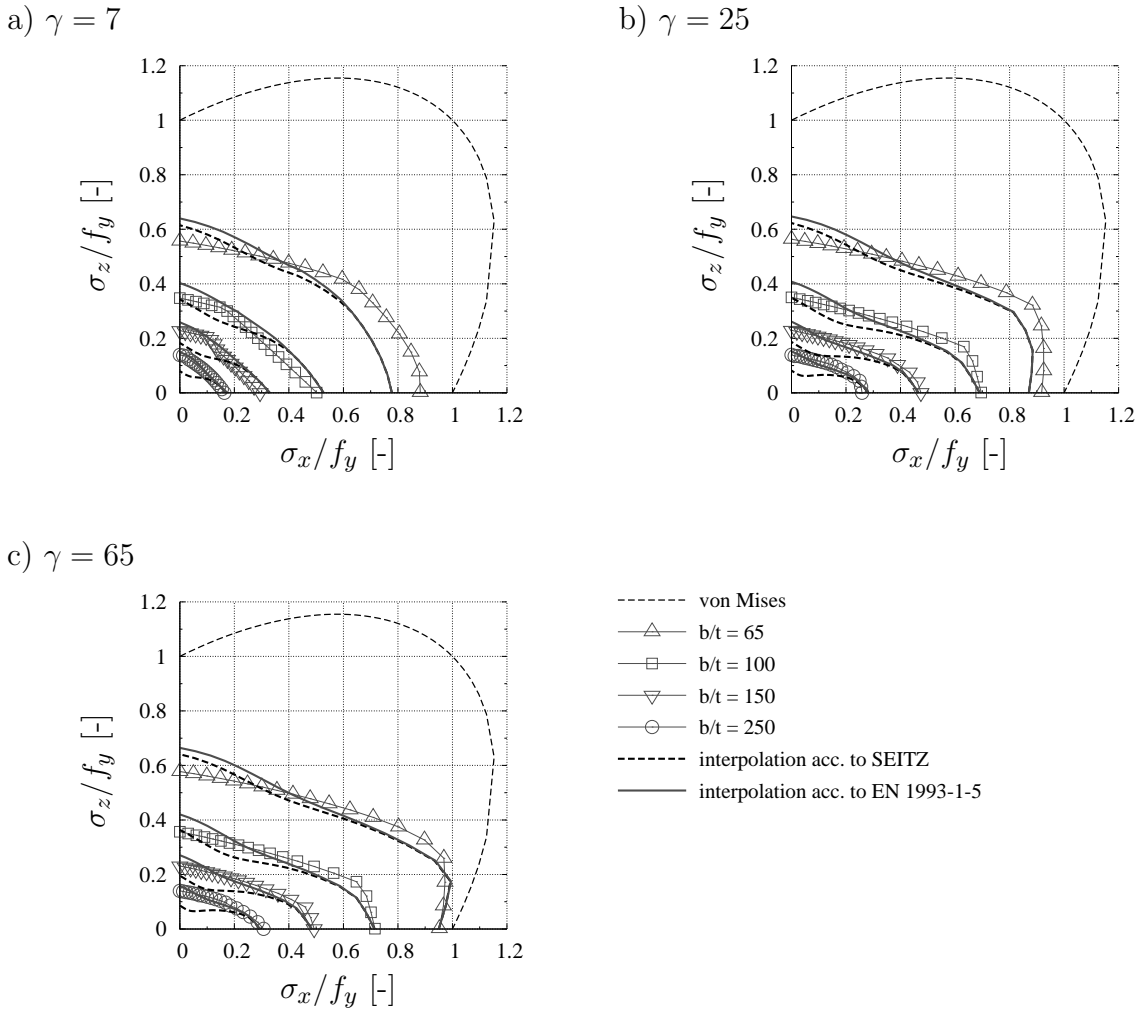 a) γ = 7
1.2
1
0.8
0.6
0.4
0.2
0
0 0.2 0.4 0.6 0.8 1 1.2
σz/fy [-]
σx/fy [-]
b) γ = 25
1.2
1
0.8
0.6
0.4
0.2
0
0 0.2 0.4 0.6 0.8 1 1.2
σz/fy [-]
σx/fy [-]
c) γ = 65
1.2
1
0.8
0.6
0.4
0.2
0
0 0.2 0.4 0.6 0.8 1 1.2
σz/fy [-]
σx/fy [-]
von Mises
b/t = 65
b/t = 100
b/t = 150
b/t = 250
interpolation acc. to SEITZ
interpolation acc. to EN 1993-1-5